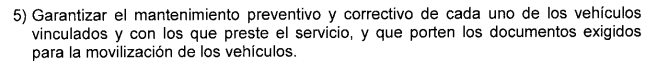 5) Garantizar el mantenimiento preventivo y correctivo de cada uno de los vehículos
vinculados y con los que preste el servicio, y que porten los documentos exigidos
para la movilización de los vehículos.